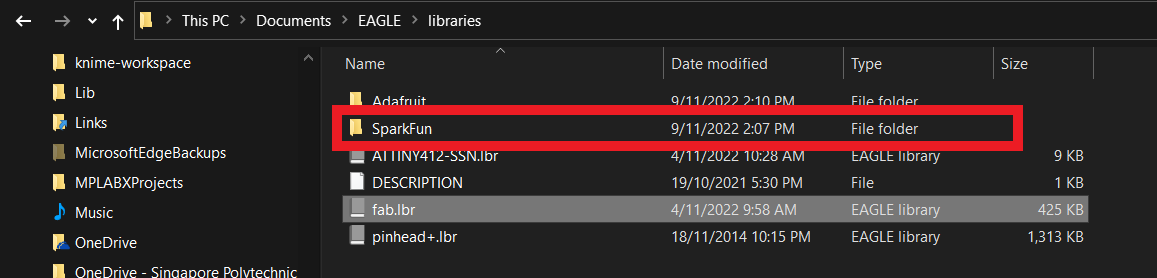 This PC > Documents > EAGLE > libraries
knime-workspace
Lib
Links
MicrosoftEdgeBackups
MPLABXProjects
Music
OneDrive
OneDrive - Singapore Polytechnic
Name Date modified Type Size
Adafruit 9/11/2022 2:10 PM File folder
SparkFun 9/11/2022 2:07 PM File folder
ATTINY412-SSN.lbr 4/11/2022 10:28 AM EAGLE library 9 KB
DESCRIPTION 19/10/2021 5:30 PM File 1 KB
fab.lbr 4/11/2022 9:58 AM EAGLE library 425 KB
pinhead+.lbr 18/11/2014 10:15 PM EAGLE library 1,313 KB